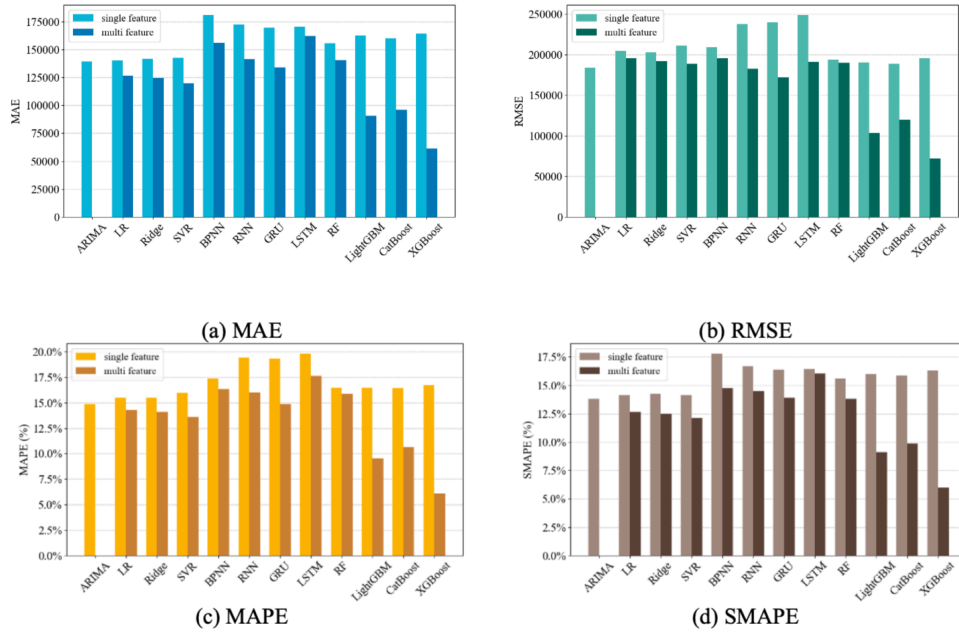 single feature
multi feature
175000
150000
125000
100000
75000
50000
25000
0
MAE
ARIMA
LR
Ridge
SVR
BPNN
RNN
GRU
LSTM
RF
LightGBM
CatBoost
XGBoost
(a) MAE
250000
single feature
multi feature
200000
150000
100000
50000
0
RMSE
ARIMA
LR
Ridge
SVR
BPNN
RNN
GRU
LSTM
RF
LightGBM
CatBoost
XGBoost
(b) RMSE
20.0%
single feature
multi feature
17.5%
15.0%
12.5%
10.0%
7.5%
5.0%
2.5%
0.0%
MAPE (%)
ARIMA
LR
Ridge
SVR
BPNN
RNN
GRU
LSTM
RF
LightGBM
CatBoost
XGBoost
(c) MAPE
17.5%
single feature
multi feature
15.0%
12.5%
10.0%
7.5%
5.0%
2.5%
0.0%
SMAPE (%)
ARIMA
LR
Ridge
SVR
BPNN
RNN
GRU
LSTM
RF
LightGBM
CatBoost
XGBoost
(d) SMAPE